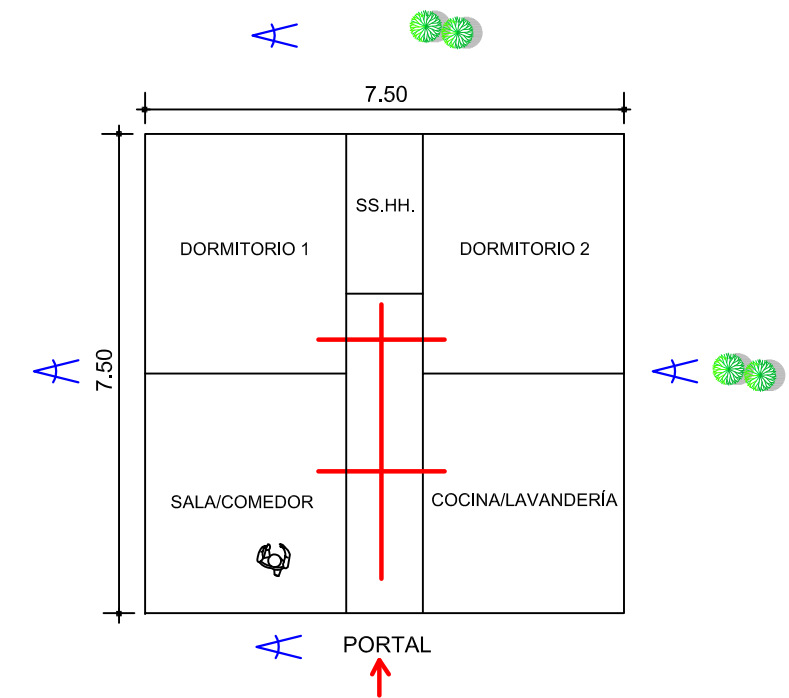 7.50
SS.HH.
DORMITORIO 1
DORMITORIO 2
7.50
SALA/COMEDOR
COCINA/LAVANDERÍA
PORTAL